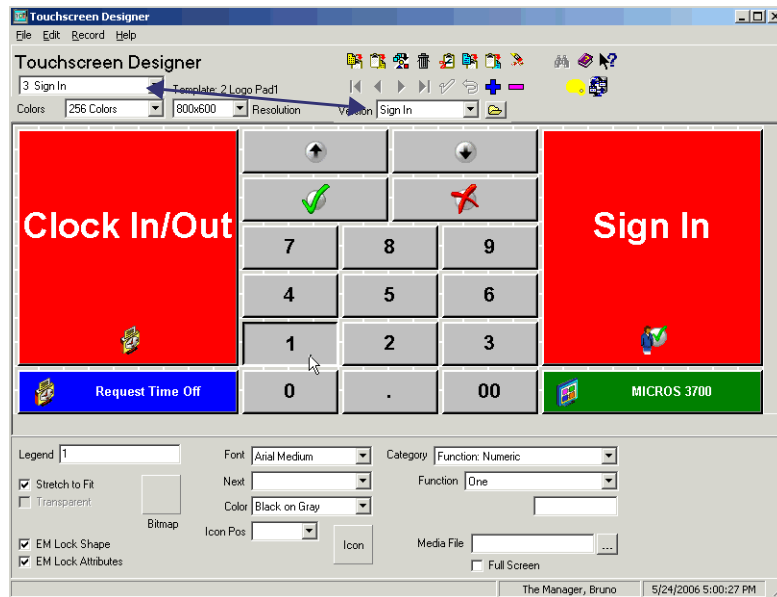 Touchscreen Designer
File Edit Record Help
Touchscreen Designer
3 Sign In
Template: 2 Logo Pad1
Colors 256 Colors 800x600 Resolution Version Sign In
Clock In/Out
Sign In
7 8 9
4 5 6
1 2 3
Request Time Off 0 . 00 MICROS 3700
Legend 1 Font Arial Medium Category Function: Numeric
Stretch to Fit Next Function One
Transparent Color Black on Gray
Bitmap Icon Pos
EM Lock Shape Icon Media File ...
EM Lock Attributes Full Screen
The Manager, Bruno 5/24/2006 5:00:27 PM